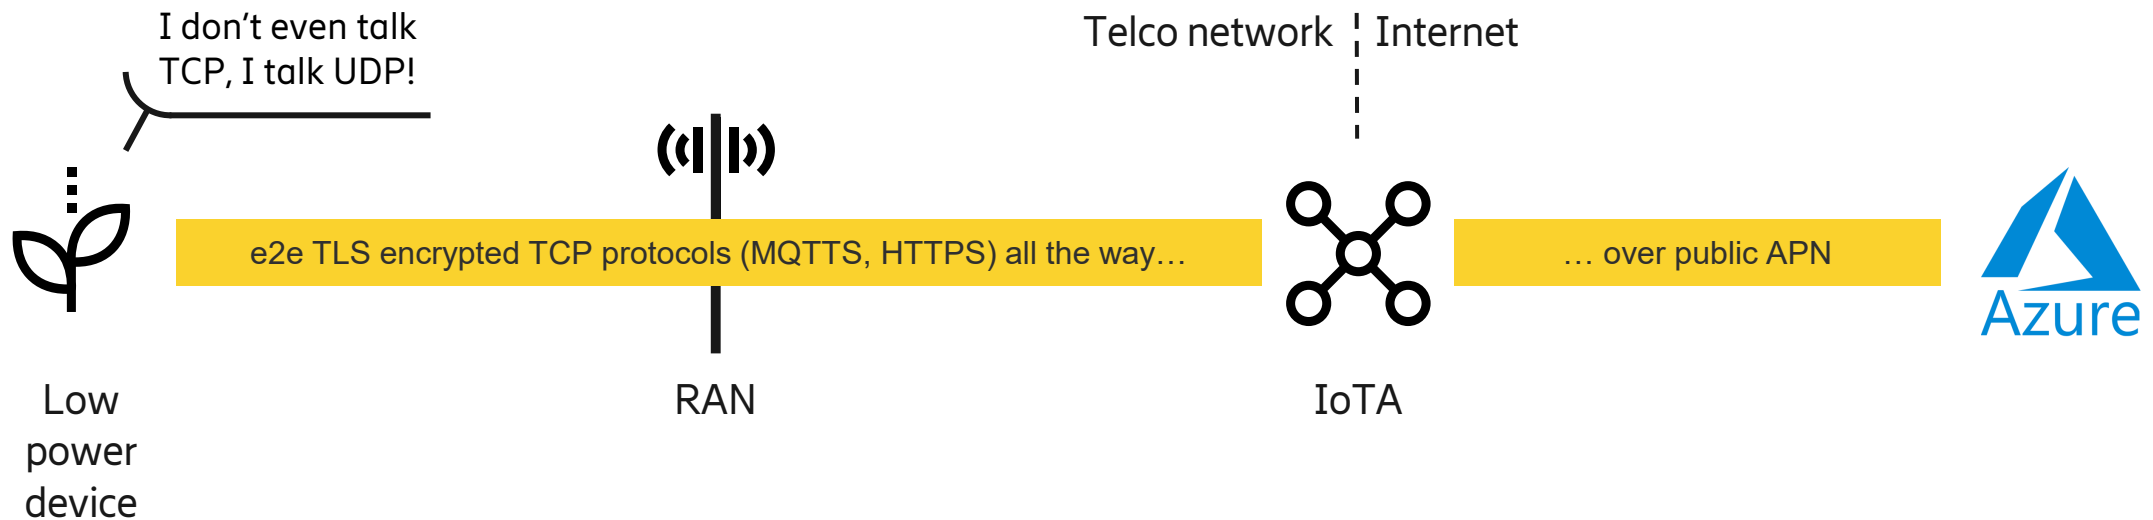 I don’t even talk
TCP, I talk UDP!
Telco network
Internet
e2e TLS encrypted TCP protocols (MQTTS, HTTPS) all the way…
… over public APN
Azure
Low
power
device
RAN
IoTA